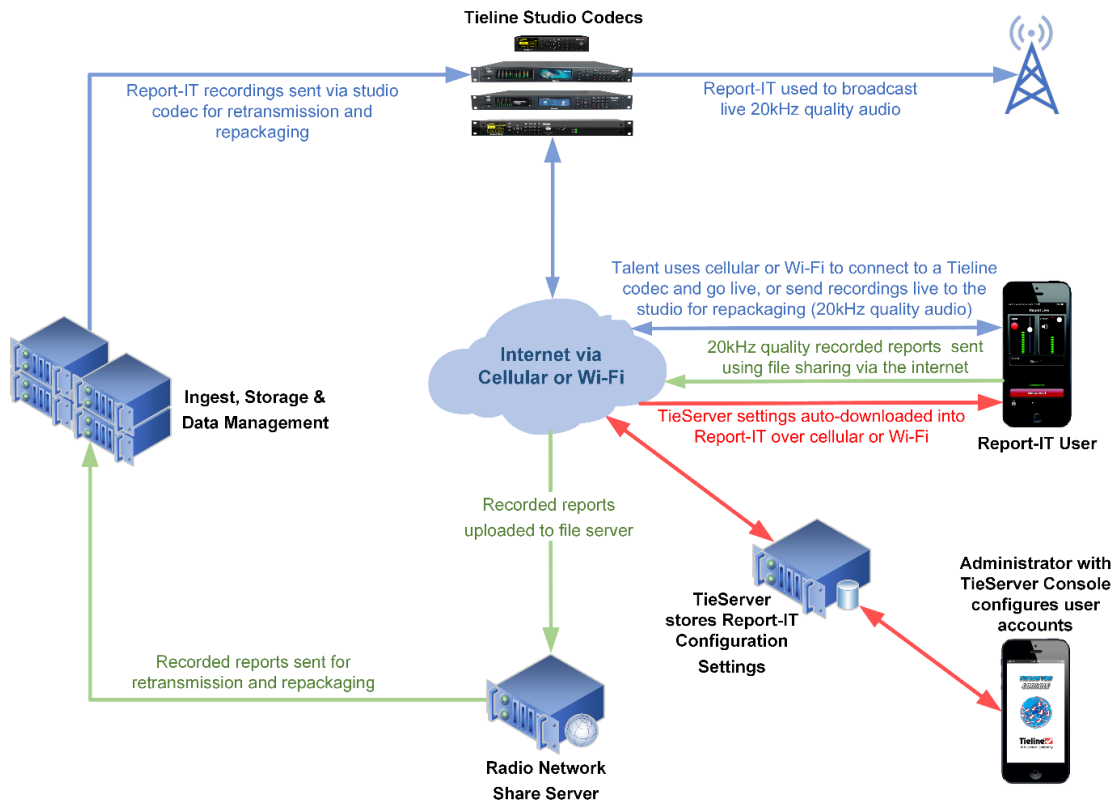 Tieline Studio Codecs
Report-IT recordings sent via studio
codec for retransmission and
repackaging
Report-IT used to broadcast
live 20kHz quality audio
Talent uses cellular or Wi-Fi to connect to a Tieline
codec and go live, or send recordings live to the
studio for repackaging (20kHz quality audio)
Internet via
Cellular or Wi-Fi
20kHz quality recorded reports sent
using file sharing via the internet
TieServer settings auto-downloaded into
Report-IT over cellular or Wi-Fi
Report Live
Report-IT User
Ingest, Storage &
Data Management
Recorded reports
uploaded to file server
TieServer
stores Report-IT
Configuration
Settings
Administrator with
TieServer Console
configures user
accounts
TIESERVER
CONSOLE
Tieline
Recorded reports sent for
retransmission and repackaging
Radio Network
Share Server